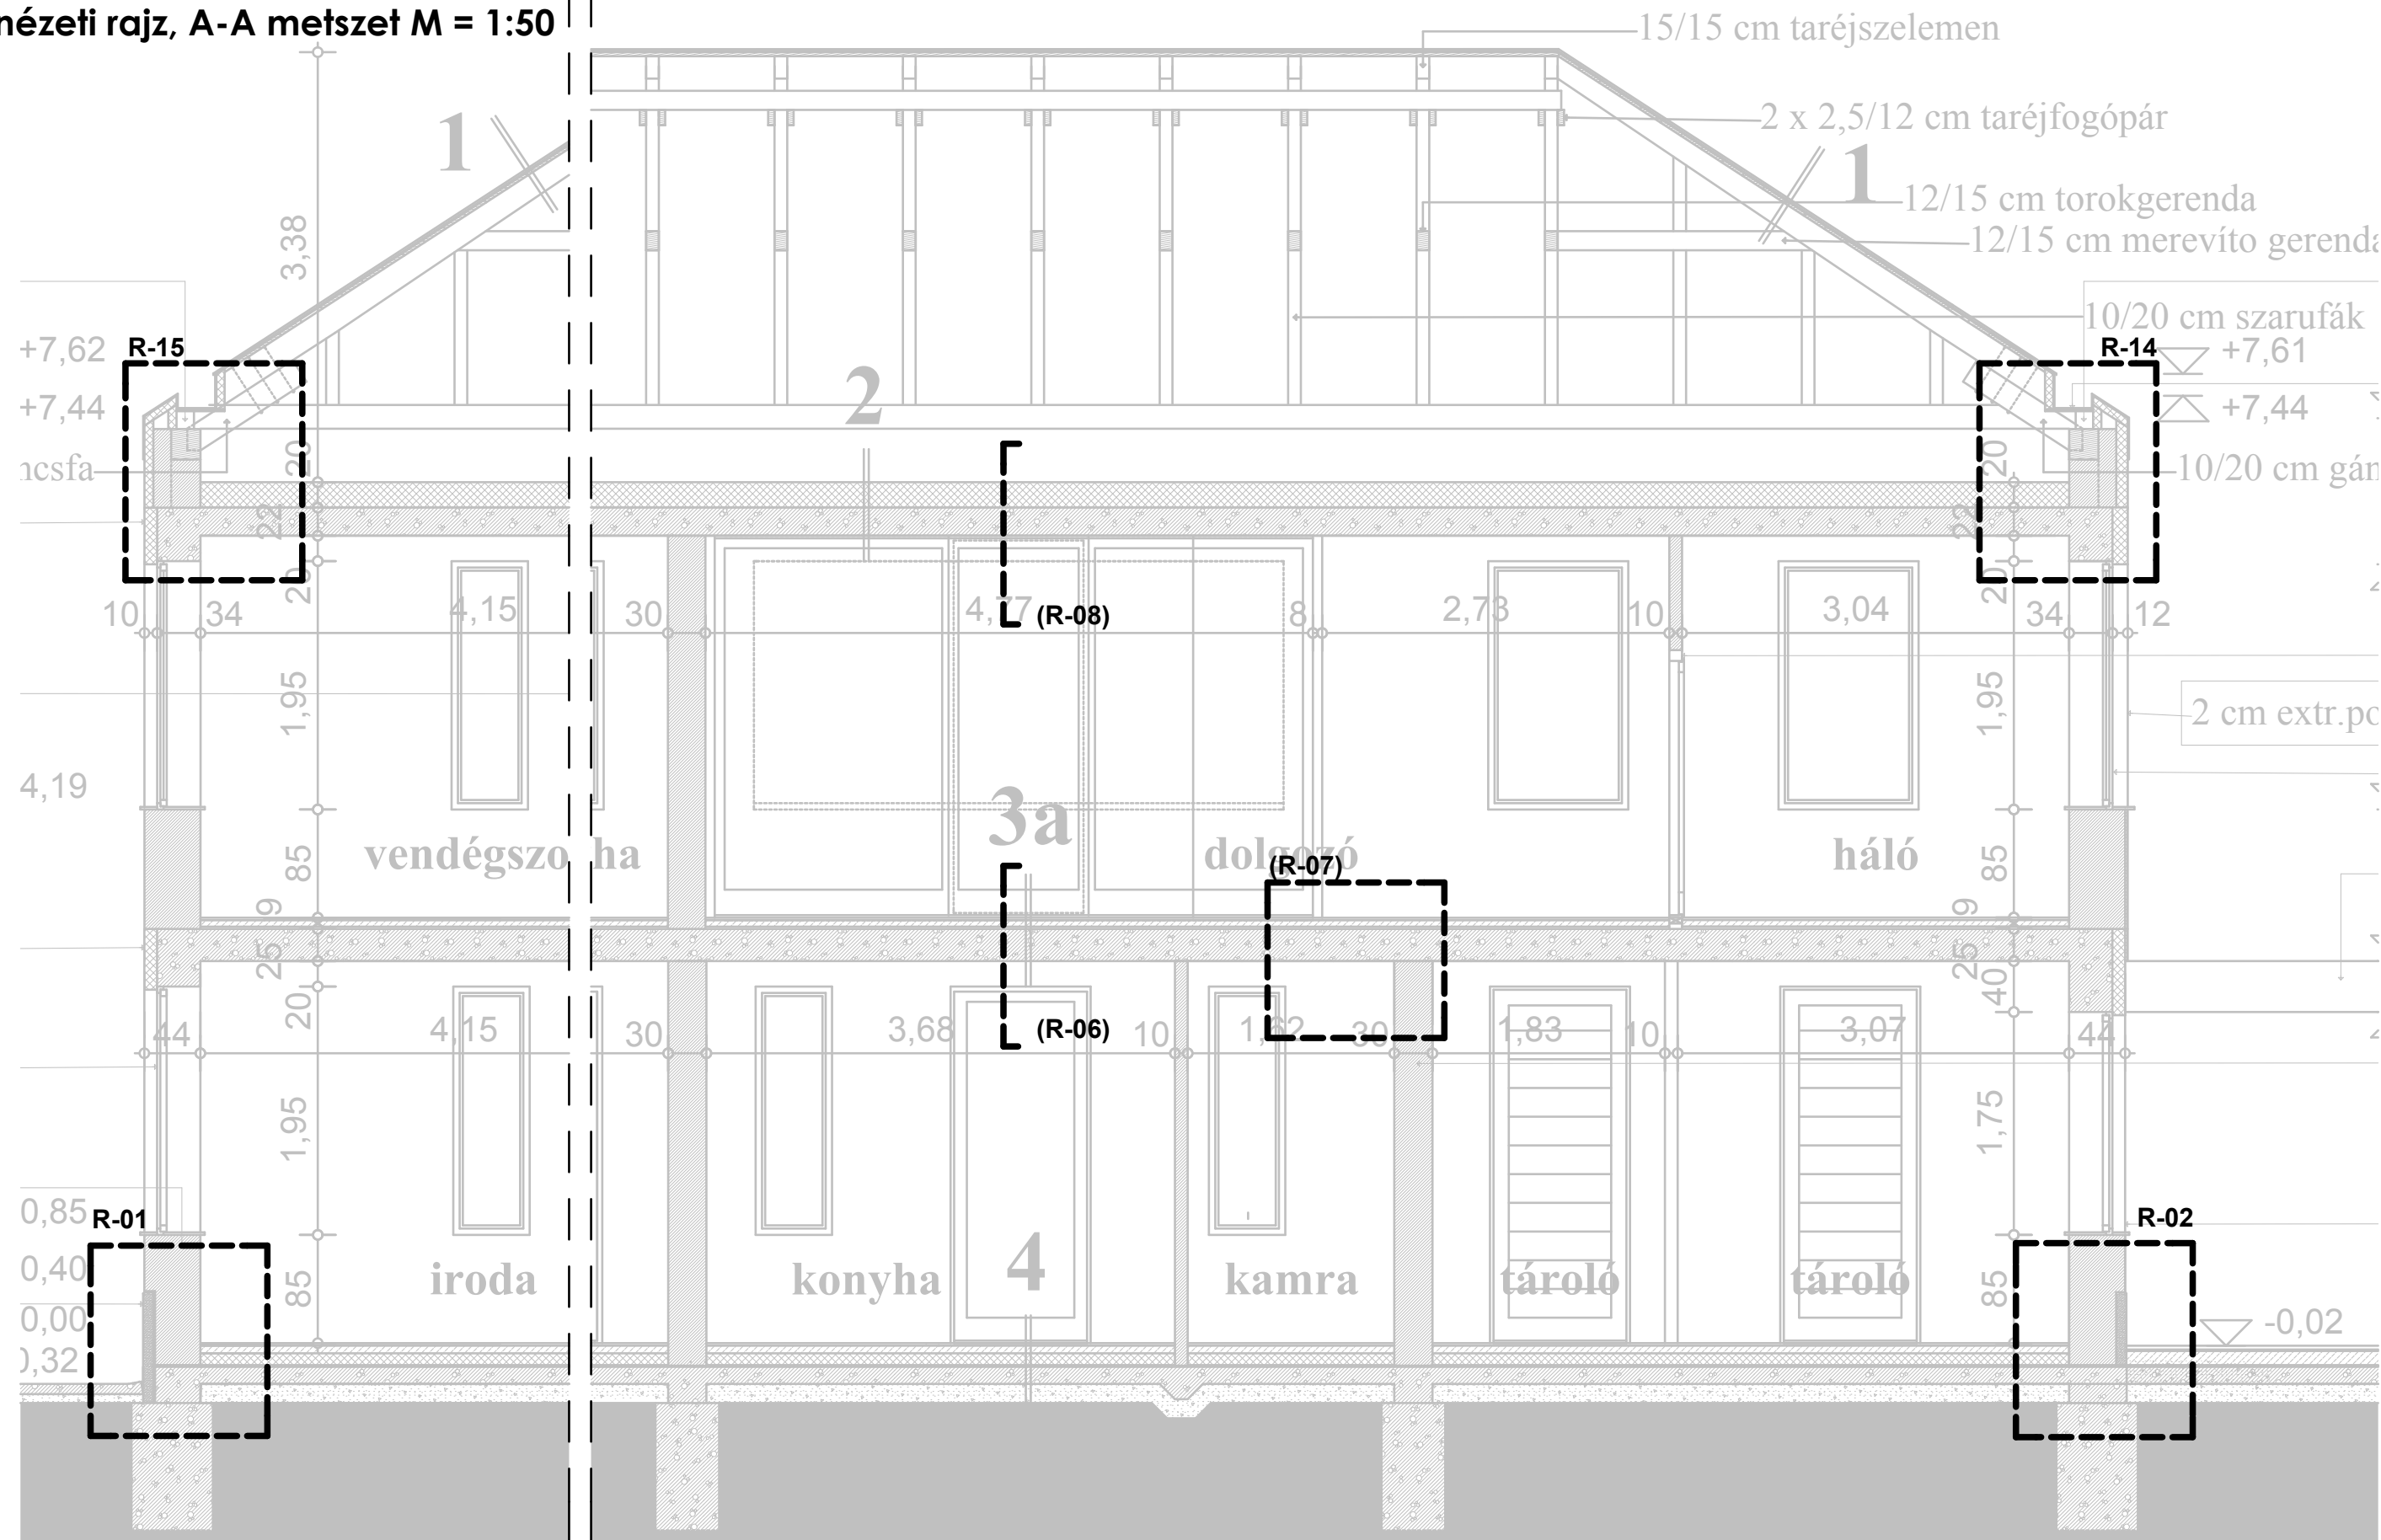 nézeti rajz, A-A metszet M = 1:50
15/15 cm taréjszelemen
2 x 2,5/12 cm taréjfogópár
1
1
12/15 cm torokgerenda
3,38
12/15 cm merevíto gerenda
10/20 cm szarufák
+7,62
R-15
R-14
+7,61
2
+7,44
+7,44
20
20
ncsfa
10/20 cm gár
22
22
20
20
10
34
4,15
30
4,77
(R-08)
8
2,73
10
3,04
34
12
1,95
1,95
2 cm extr.po
4,19
3a
vendégszo
ha
dolgozó
háló
85
85
(R-07)
9
9
25
25
20
40
44
4,15
30
3,68
(R-06)
10
1,62
30
1,83
10
3,07
44
1,95
1,75
0,85
R-01
R-02
0,40
4
iroda
konyha
kamra
tároló
tároló
85
85
0,00
-0,02
0,32